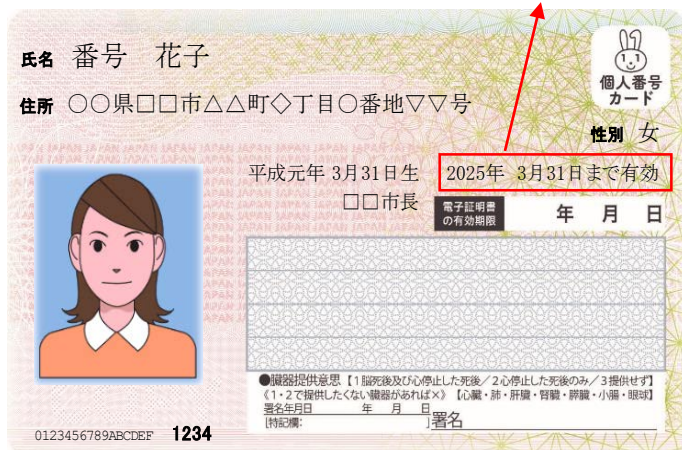 氏名 番号 花子
個人番号
カード
住所 ○○県□□市△△町◇丁目○番地▽▽号
性別 女
平成元年 3月31日生 2025年 3月31日まで有効
□□市長
電子証明書
の有効期限
年 月 日
●臓器提供意思【1脳死後及び心停止した死後／2心停止した死後のみ／3提供せず】
《1・2で提供したくない臓器があれば×》【心臓・肺・肝臓・腎臓・膵臓・小腸・眼球】
署名年月日 年 月 日
[特記欄: ]署名
0123456789ABCDEF 1234